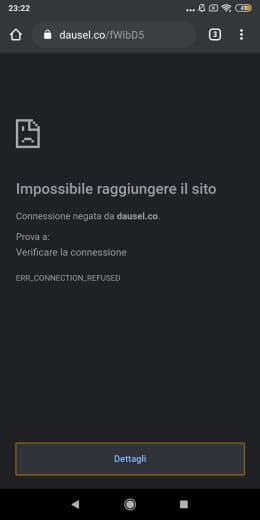 23:22
dausel.co/fWibD5
3
Impossibile raggiungere il sito
Connessione negata da dausel.co.
Prova a:
Verificare la connessione
ERR_CONNECTION_REFUSED
Dettagli